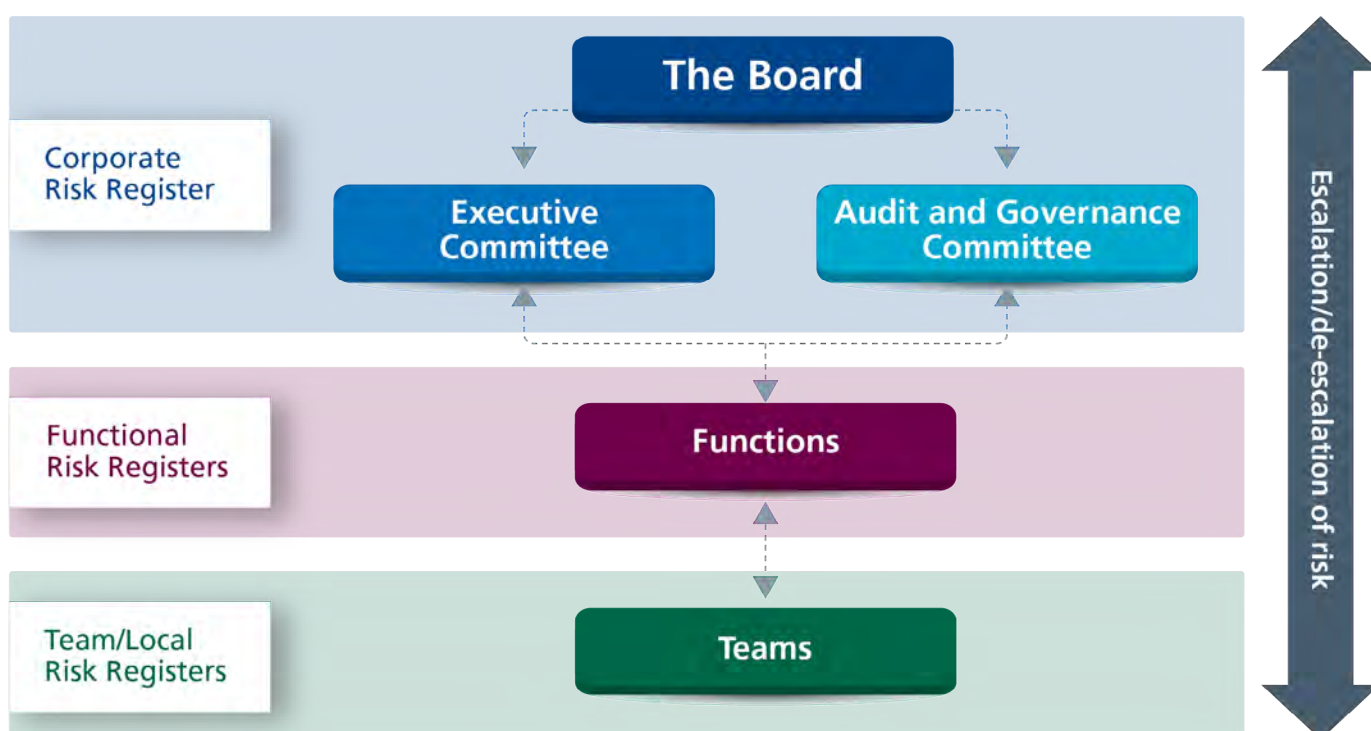 The Board
Corporate
Risk Register
Executive
Committee
Audit and Governance
Committee
Functional
Risk Registers
Functions
Team/Local
Risk Registers
Teams
Escalation/de-escalation of risk